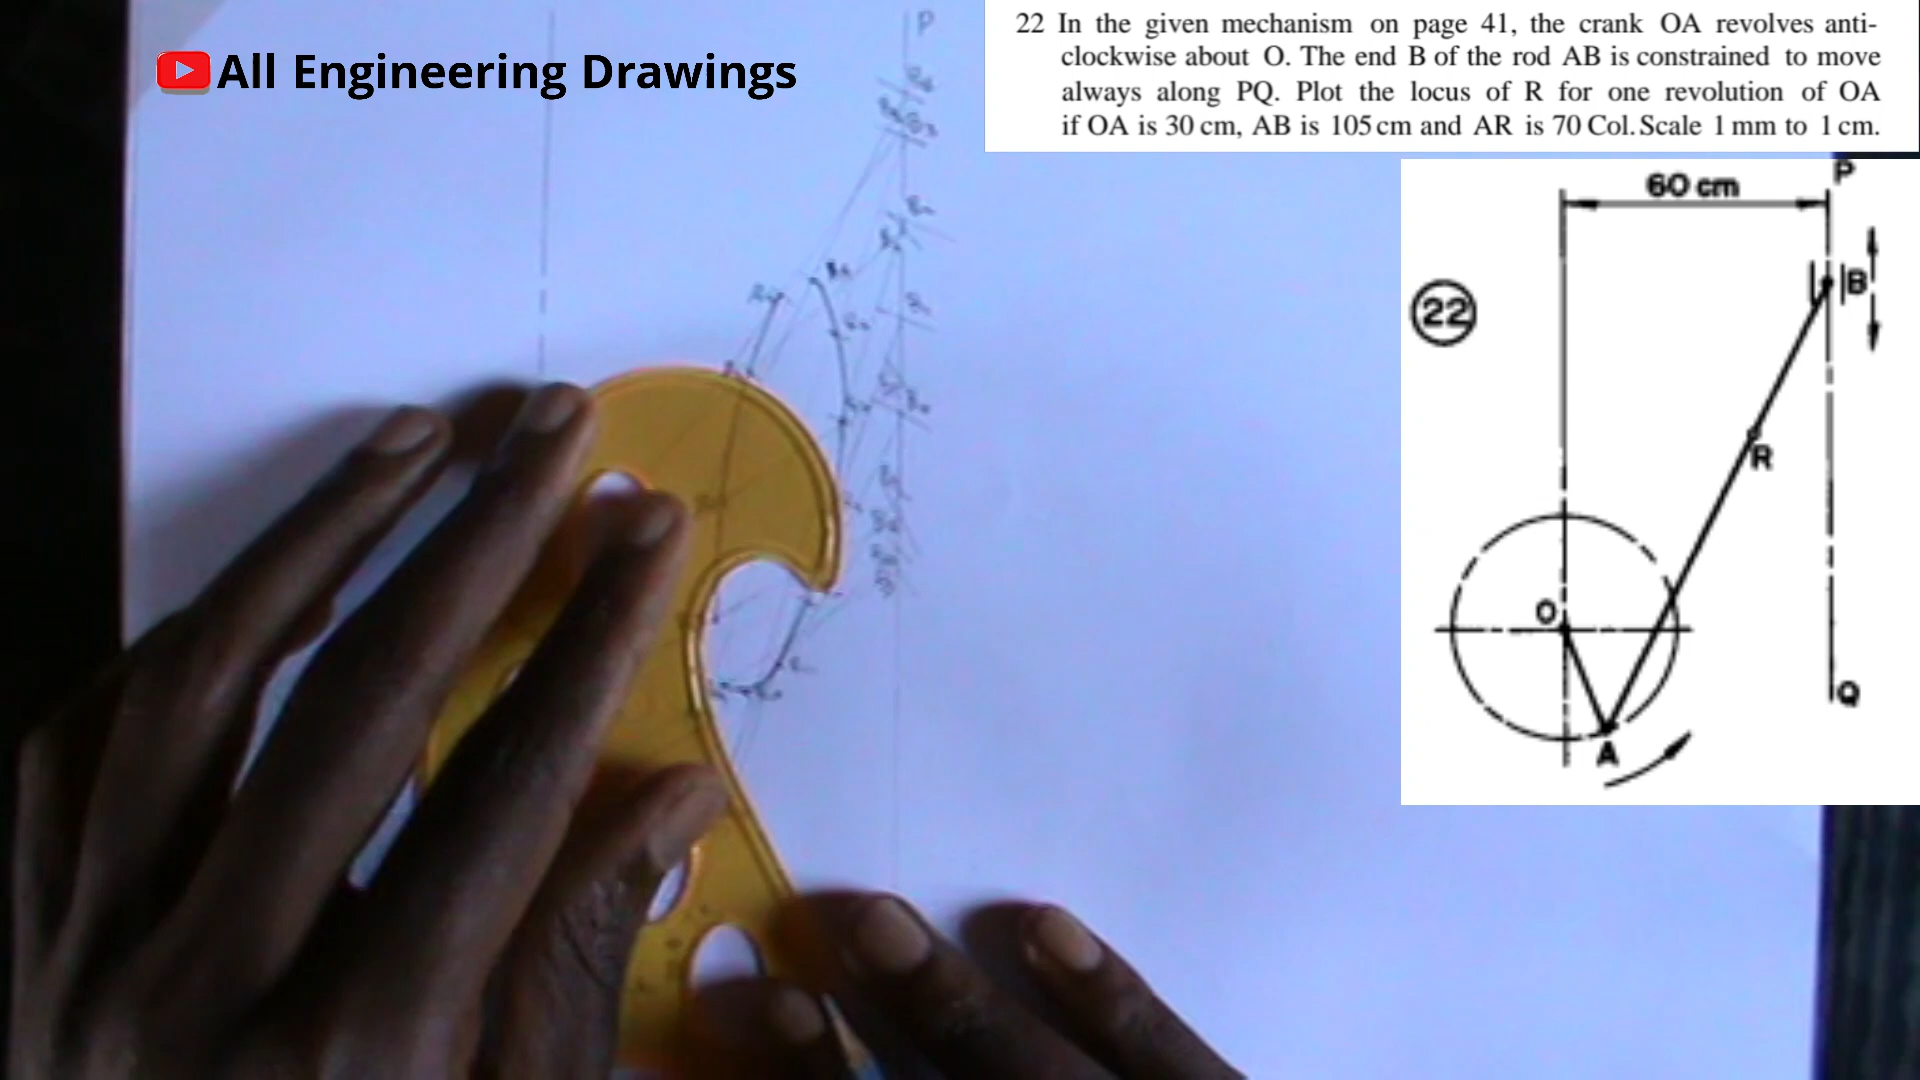 All Engineering Drawings
22 In the given mechanism on page 41, the crank OA revolves anti-
clockwise about O. The end B of the rod AB is constrained to move
always along PQ. Plot the locus of R for one revolution of OA
if OA is 30 cm, AB is 105 cm and AR is 70 Col. Scale 1 mm to 1 cm.
P
60 cm
P
B
22
R
O
Q
A